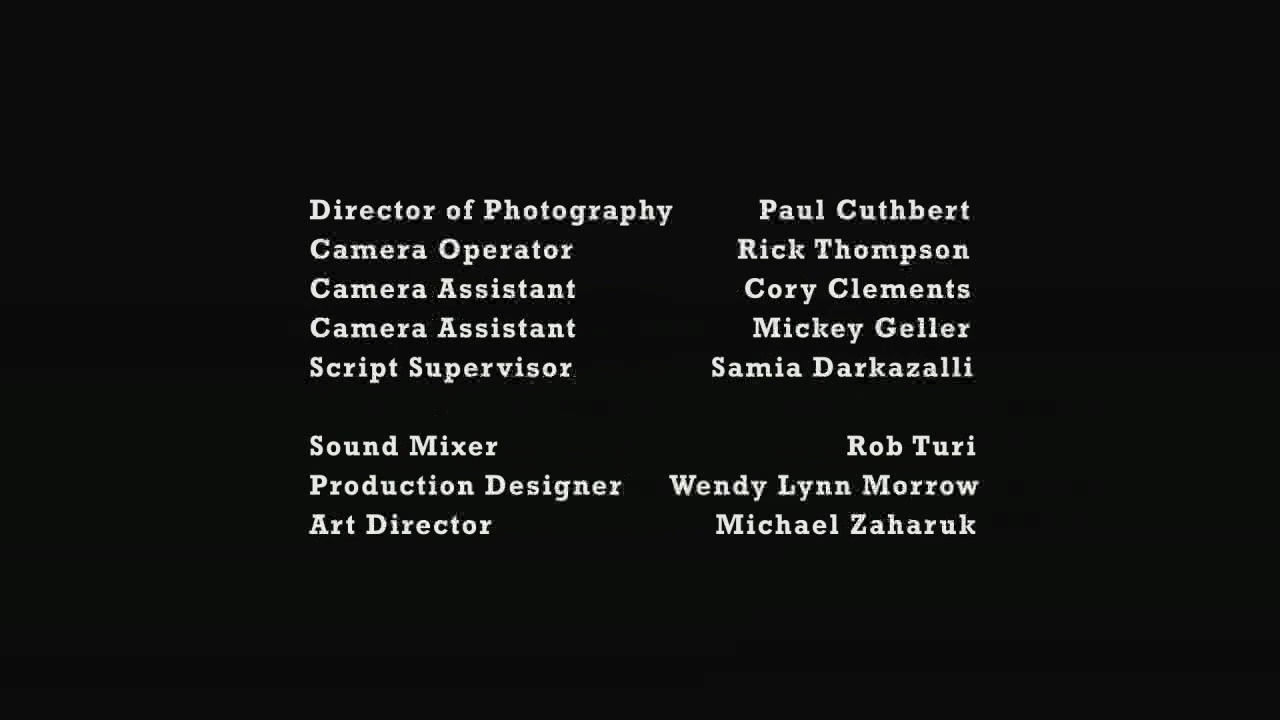 Director of Photography Paul Cuthbert
Camera Operator Rick Thompson
Camera Assistant Cory Clements
Camera Assistant Mickey Geller
Script Supervisor Samia Darkazalli
Sound Mixer Rob Turi
Production Designer Wendy Lynn Morrow
Art Director Michael Zaharuk